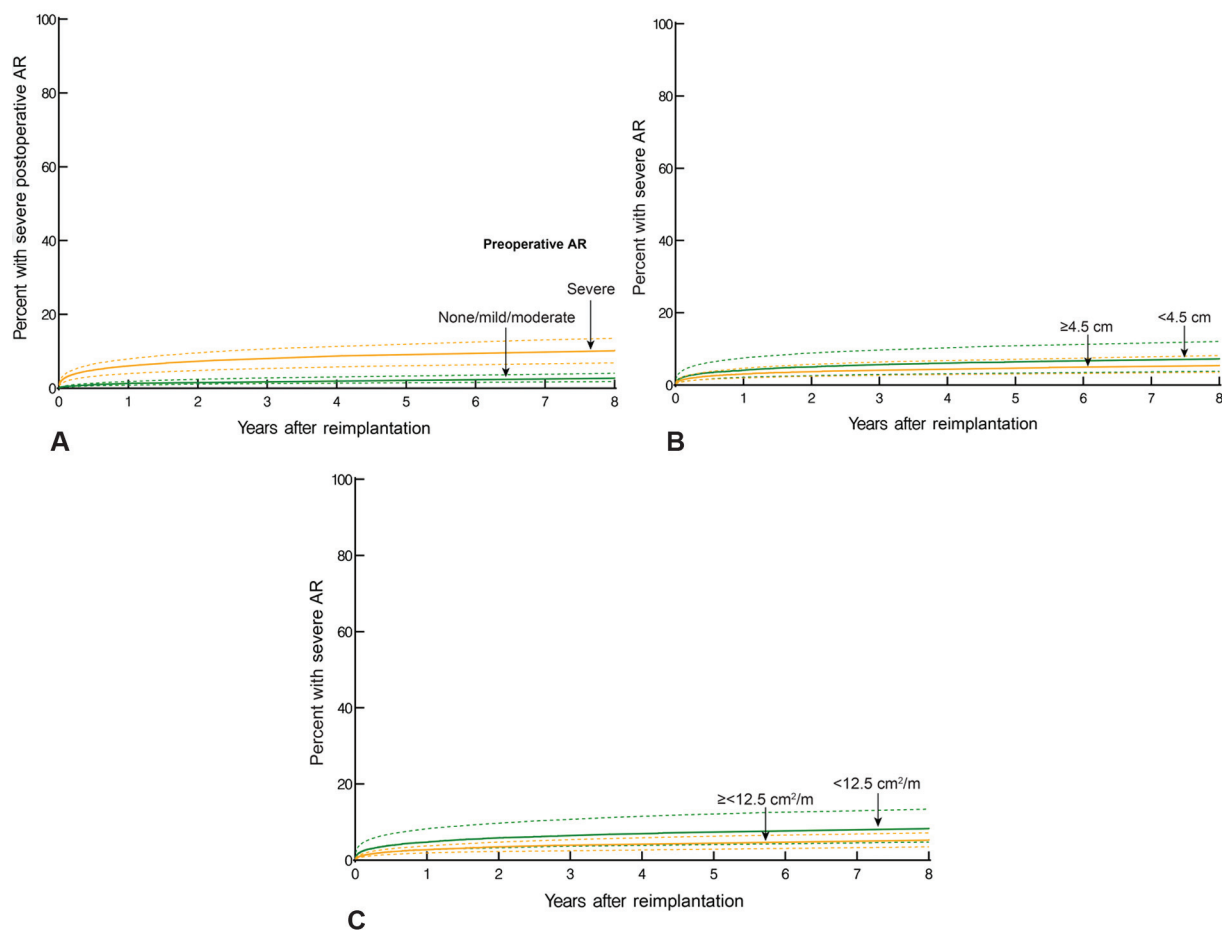 Percent with severe postoperative AR
100
80
60
40
20
0
Preoperative AR
Severe
None/mild/moderate
0 1 2 3 4 5 6 7 8
Years after reimplantation
A
Percent with severe AR
100
80
60
40
20
0
≥4.5 cm
<4.5 cm
0 1 2 3 4 5 6 7 8
Years after reimplantation
B
Percent with severe AR
100
80
60
40
20
0
≥<12.5 cm²/m
<12.5 cm²/m
0 1 2 3 4 5 6 7 8
Years after reimplantation
C